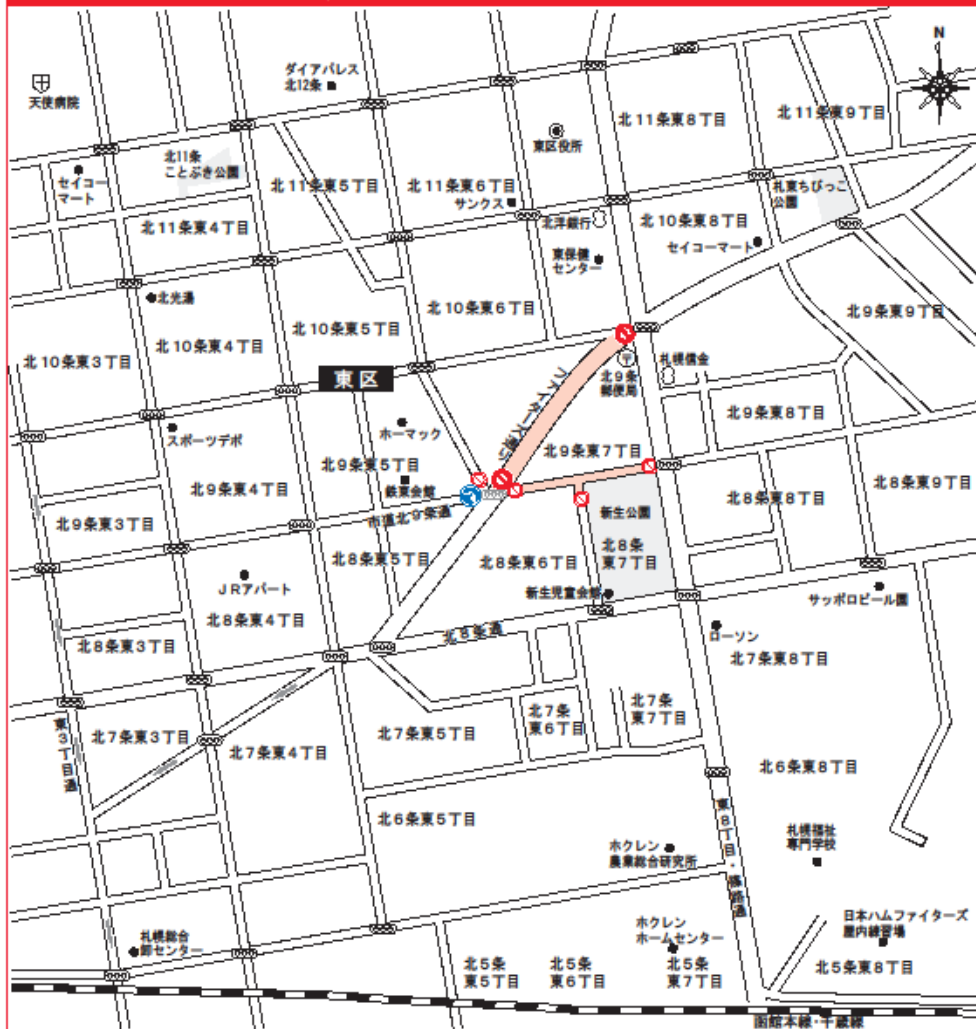 N
天使病院
ダイアパレス
北12条
東区役所
北11条東8丁目
北11条東9丁目
セイコー
マート
北11条
ことぶき公園
北11条東5丁目
北11条東6丁目
サンクス
札東ちびっこ
公園
北11条東4丁目
北洋銀行
北10条東8丁目
東保健
センター
セイコーマート
北光湯
北10条東3丁目
北10条東4丁目
北10条東5丁目
北10条東6丁目
北9条東9丁目
東区
北9条
郵便局
札幌信金
ファイターズ通り
スポーツデポ
ホーマック
北9条東8丁目
北9条東7丁目
北9条東5丁目
鉄東会館
北9条東4丁目
北9条東3丁目
市道北9条通
北8条東8丁目
北8条東9丁目
新生公園
北8条
東7丁目
北8条東5丁目
北8条東6丁目
JRアパート
新生児童会館
サッポロビール園
北8条東4丁目
北8条通
ローソン
北8条東3丁目
北7条東8丁目
東3丁目通
北7条東3丁目
北7条東4丁目
北7条東5丁目
北7条
東6丁目
北7条
東7丁目
北6条東8丁目
北6条東5丁目
東8丁目・篠路通
札幌福祉
専門学校
ホクレン
農業総合研究所
札幌総合
卸センター
ホクレン
ホームセンター
日本ハムファイターズ
屋内練習場
北5条
東5丁目
北5条
東6丁目
北5条
東7丁目
北5条東8丁目
函館本線・千歳線